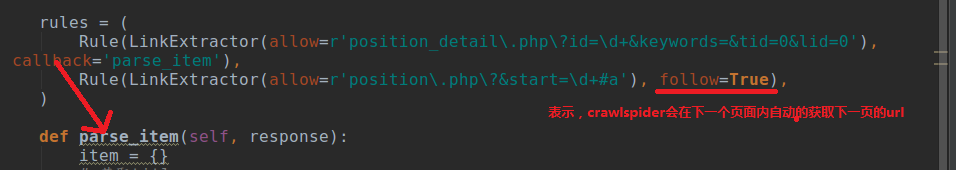 rules = (
Rule(LinkExtractor(allow=r'position_detail\.php\?id=\d+&keywords=&tid=0&lid=0'),
callback='parse_item'),
Rule(LinkExtractor(allow=r'position\.php\?&start=\d+#a'), follow=True),
)
表示，crawlspider会在下一个页面内自动的获取下一页的url
def parse_item(self, response):
item = {}